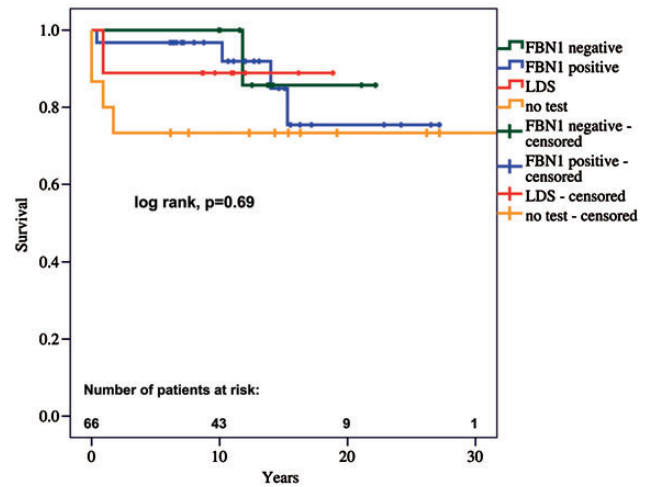 1.0
0.8
0.6
0.4
0.2
0.0
Survival
log rank, p=0.69
Number of patients at risk:
66 43 9 1
0 10 20 30
Years
FBN1 negative
FBN1 positive
LDS
no test
FBN1 negative -
censored
FBN1 positive -
censored
LDS - censored
no test - censored